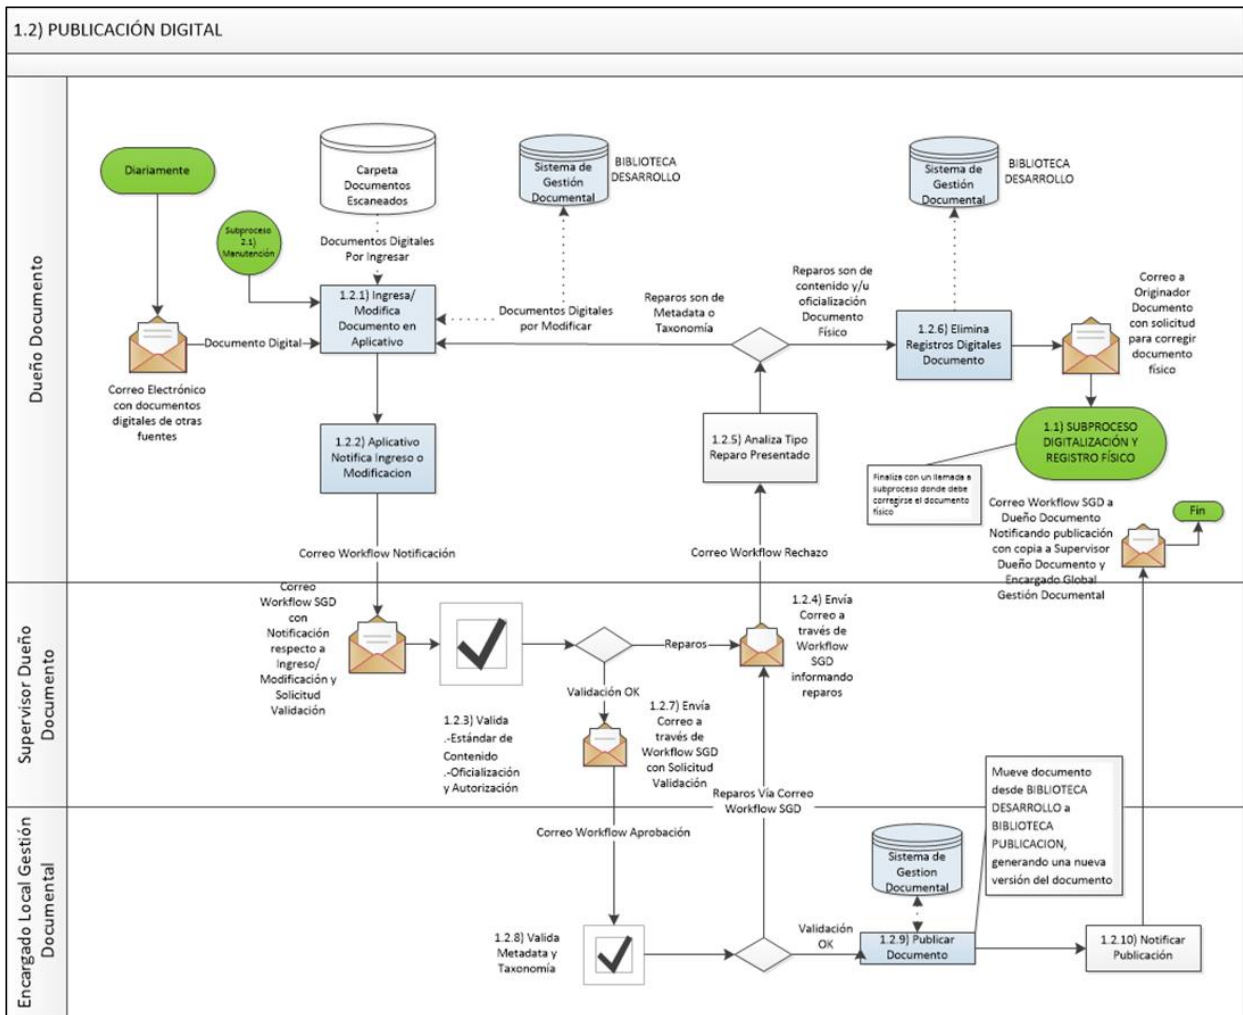 1.2) PUBLICACIÓN DIGITAL
Dueño Documento
Diariamente
Subproceso
2.1)
Manutención
Carpeta
Documentos
Escaneados
Documentos Digitales
Por Ingresar
Sistema de
Gestión
Documental
BIBLIOTECA
DESARROLLO
Documentos Digitales
por Modificar
1.2.1) Ingresa/
Modifica
Documento en
Aplicativo
Documento Digital
Correo Electrónico
con documentos
digitales de otras
fuentes
1.2.2) Aplicativo
Notifica Ingreso o
Modificacion
Correo Workflow Notificación
Reparos son de
Metadata o
Taxonomía
Reparos son de
contenido y/u
oficialización
Documento
Físico
Sistema de
Gestión
Documental
BIBLIOTECA
DESARROLLO
1.2.6) Elimina
Registros Digitales
Documento
Correo a
Originador
Documento
con solicitud
para corregir
documento
físico
1.2.5) Analiza Tipo
Reparo Presentado
Correo Workflow Rechazo
1.1) SUBPROCESO
DIGITALIZACIÓN Y
REGISTRO FÍSICO
Finaliza con un llamada a
subproceso donde debe
corregirse el documento
físico
Correo Workflow SGD a
Dueño Documento
Notificando publicación
con copia a Supervisor
Dueño Documento y
Encargado Global
Gestión Documental
Fin
Supervisor Dueño
Documento
Correo
Workflow SGD
con
Notificación
respecto a
Ingreso/
Modificación y
Solicitud
Validación
1.2.3) Valida
.-Estándar de
Contenido
.-Oficialización
y Autorización
Reparos
Validación OK
1.2.7) Envía
Correo a
través de
Workflow SGD
con Solicitud
Validación
1.2.4) Envía
Correo a
través de
Workflow
SGD
informando
reparos
Reparos Vía Correo
Workflow SGD
Mueve documento
desde BIBLIOTECA
DESARROLLO a
BIBLIOTECA
PUBLICACION,
generando una nueva
versión del documento
Encargado Local Gestión
Documental
Correo Workflow Aprobación
1.2.8) Valida
Metadata y
Taxonomía
Validación
OK
Sistema de
Gestion
Documental
1.2.9) Publicar
Documento
1.2.10) Notificar
Publicación